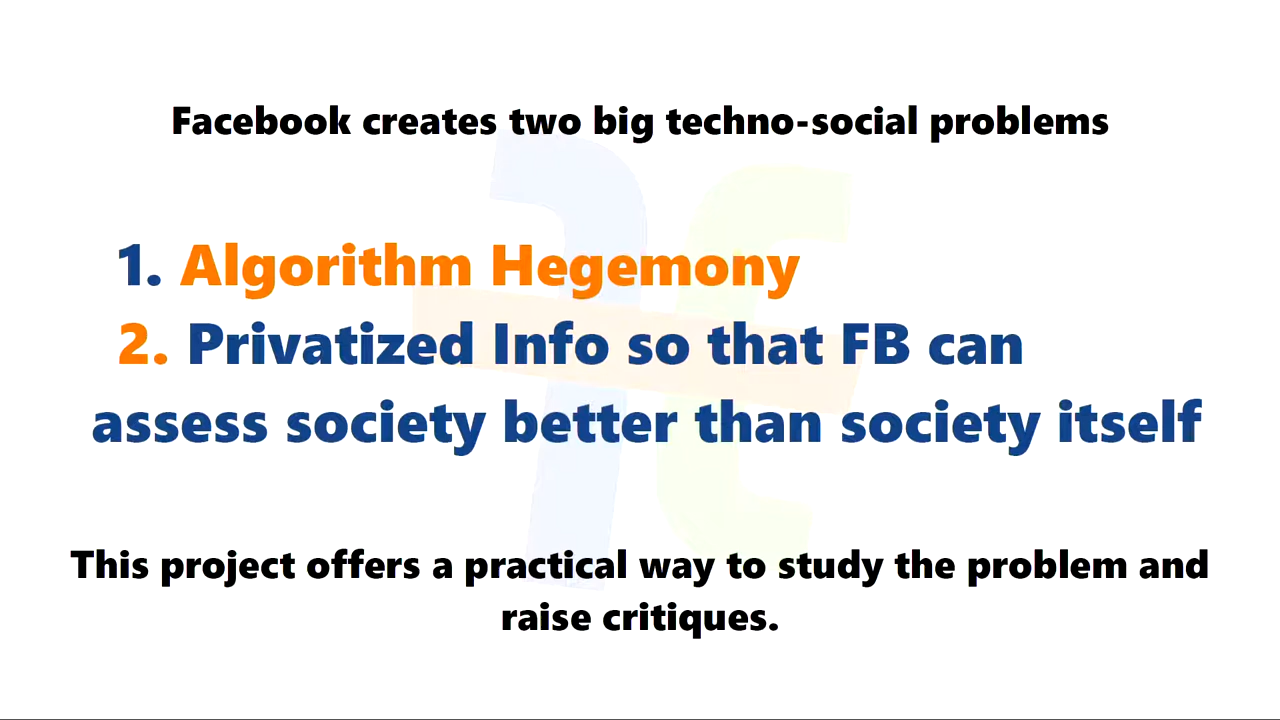 Facebook creates two big techno-social problems
1. Algorithm Hegemony
2. Privatized Info so that FB can
assess society better than society itself
This project offers a practical way to study the problem and
raise critiques.